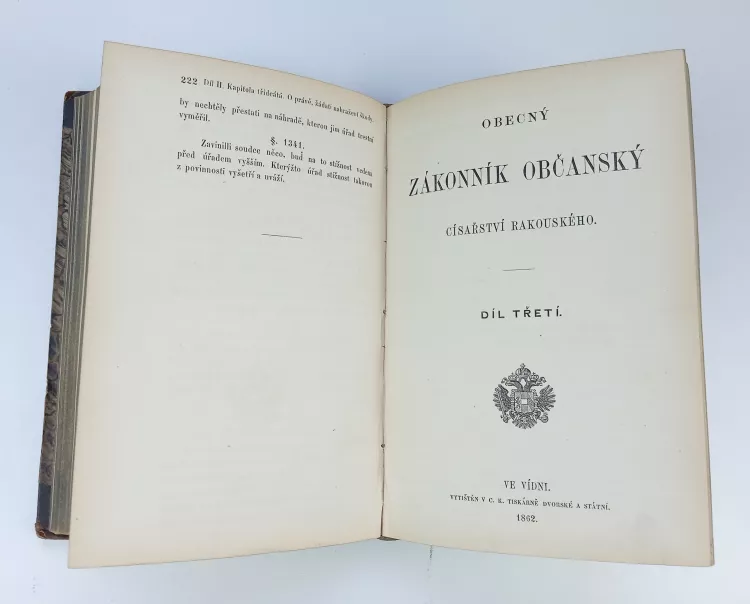 222 Díl II. Kapitola třidcátá. O právě, žádati nahražení škody,
by nechtěly přestati na náhradě, kterou jim úřad trestní
vyměřil.
§. 1341.
Zavinilli soudce něco, buď na to stížnost vedena
před úřadem vyšším. Kterýžto úřad stížnost takovou
z povinnosti vyšetří a uváží.
OBECNÝ
ZÁKONNÍK OBČANSKÝ
CÍSAŘSTVÍ RAKOUSKÉHO.
DÍL TŘETÍ.
VE VÍDNI.
VYTIŠTĚN V C. K. TISKÁRNĚ DVORSKÉ A STÁTNÍ.
1862.